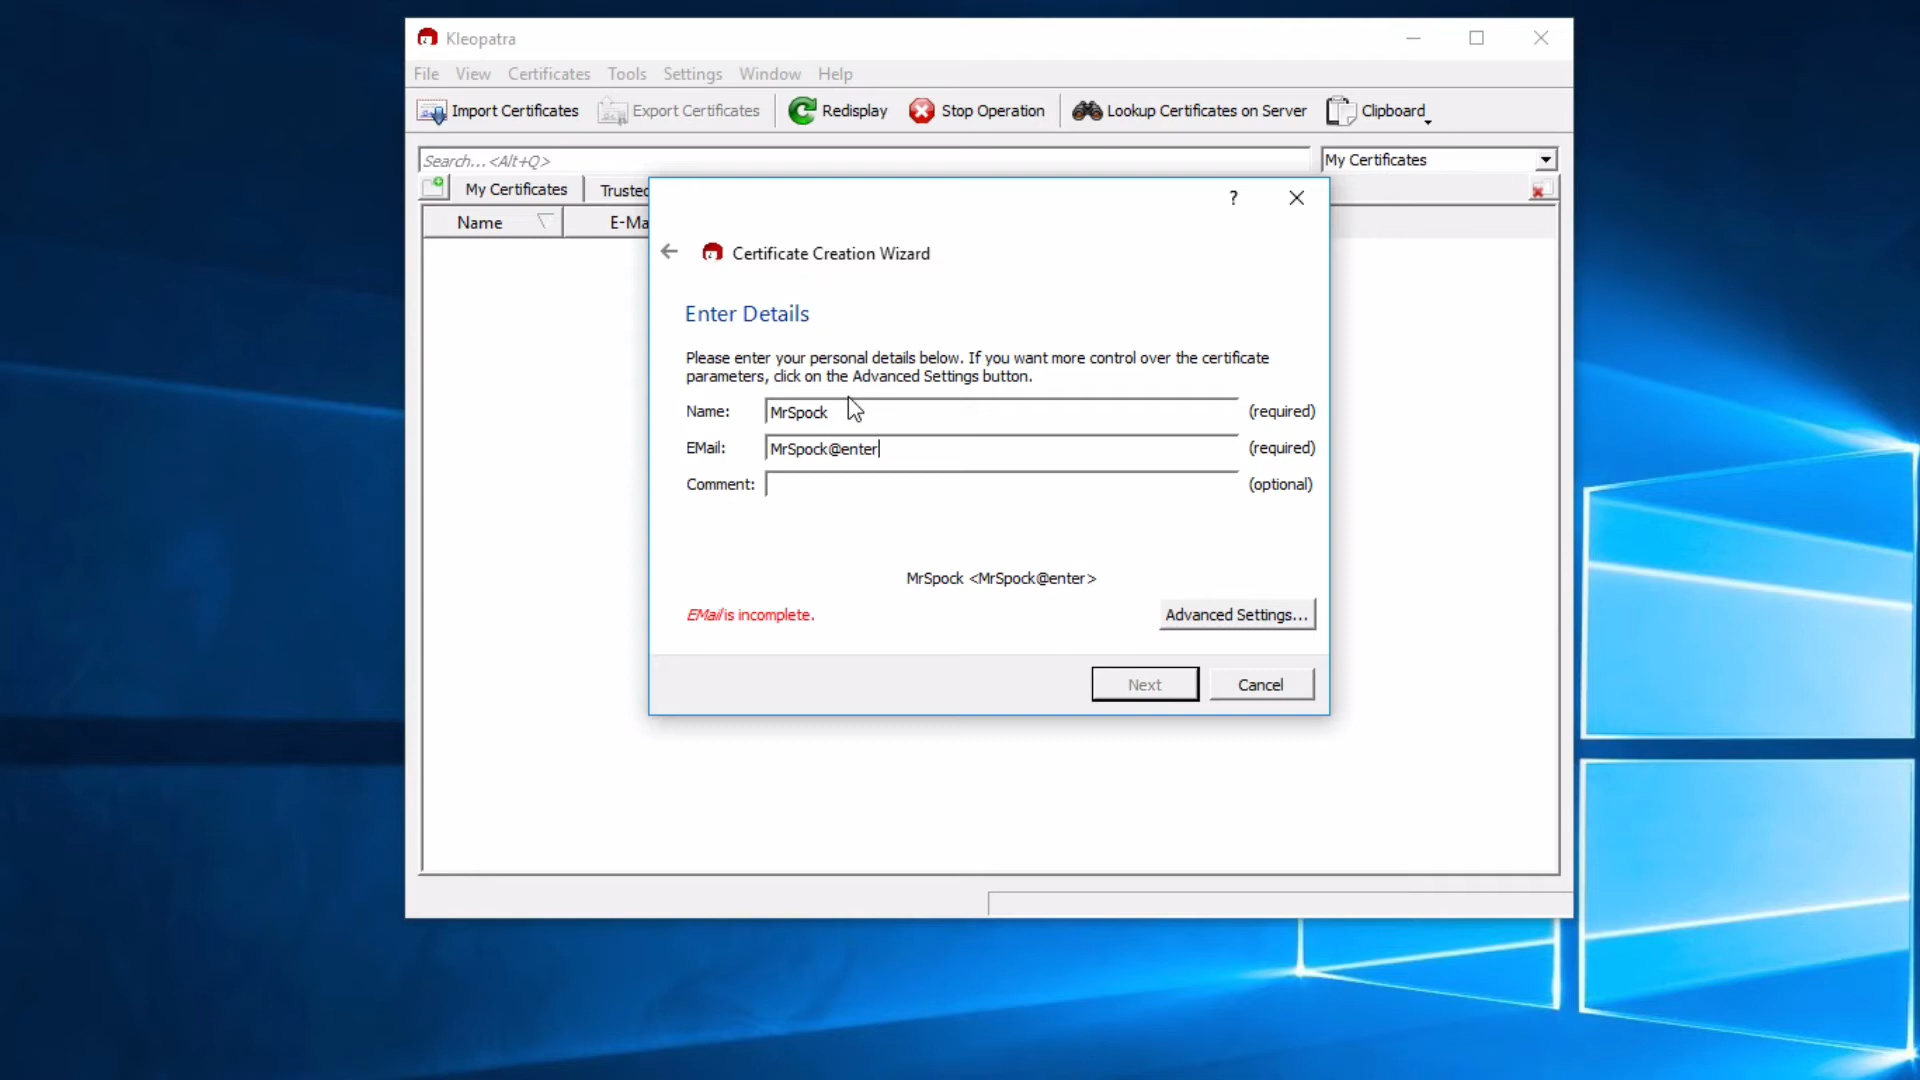 Kleopatra
File View Certificates Tools Settings Window Help
Import Certificates Export Certificates Redisplay Stop Operation Lookup Certificates on Server Clipboard
Search...<Alt+Q> My Certificates
My Certificates Trusted
Name E-Ma
?
Certificate Creation Wizard
Enter Details
Please enter your personal details below. If you want more control over the certificate
parameters, click on the Advanced Settings button.
Name: MrSpock (required)
EMail: MrSpock@enter (required)
Comment: (optional)
MrSpock <MrSpock@enter>
EMail is incomplete. Advanced Settings...
Next Cancel